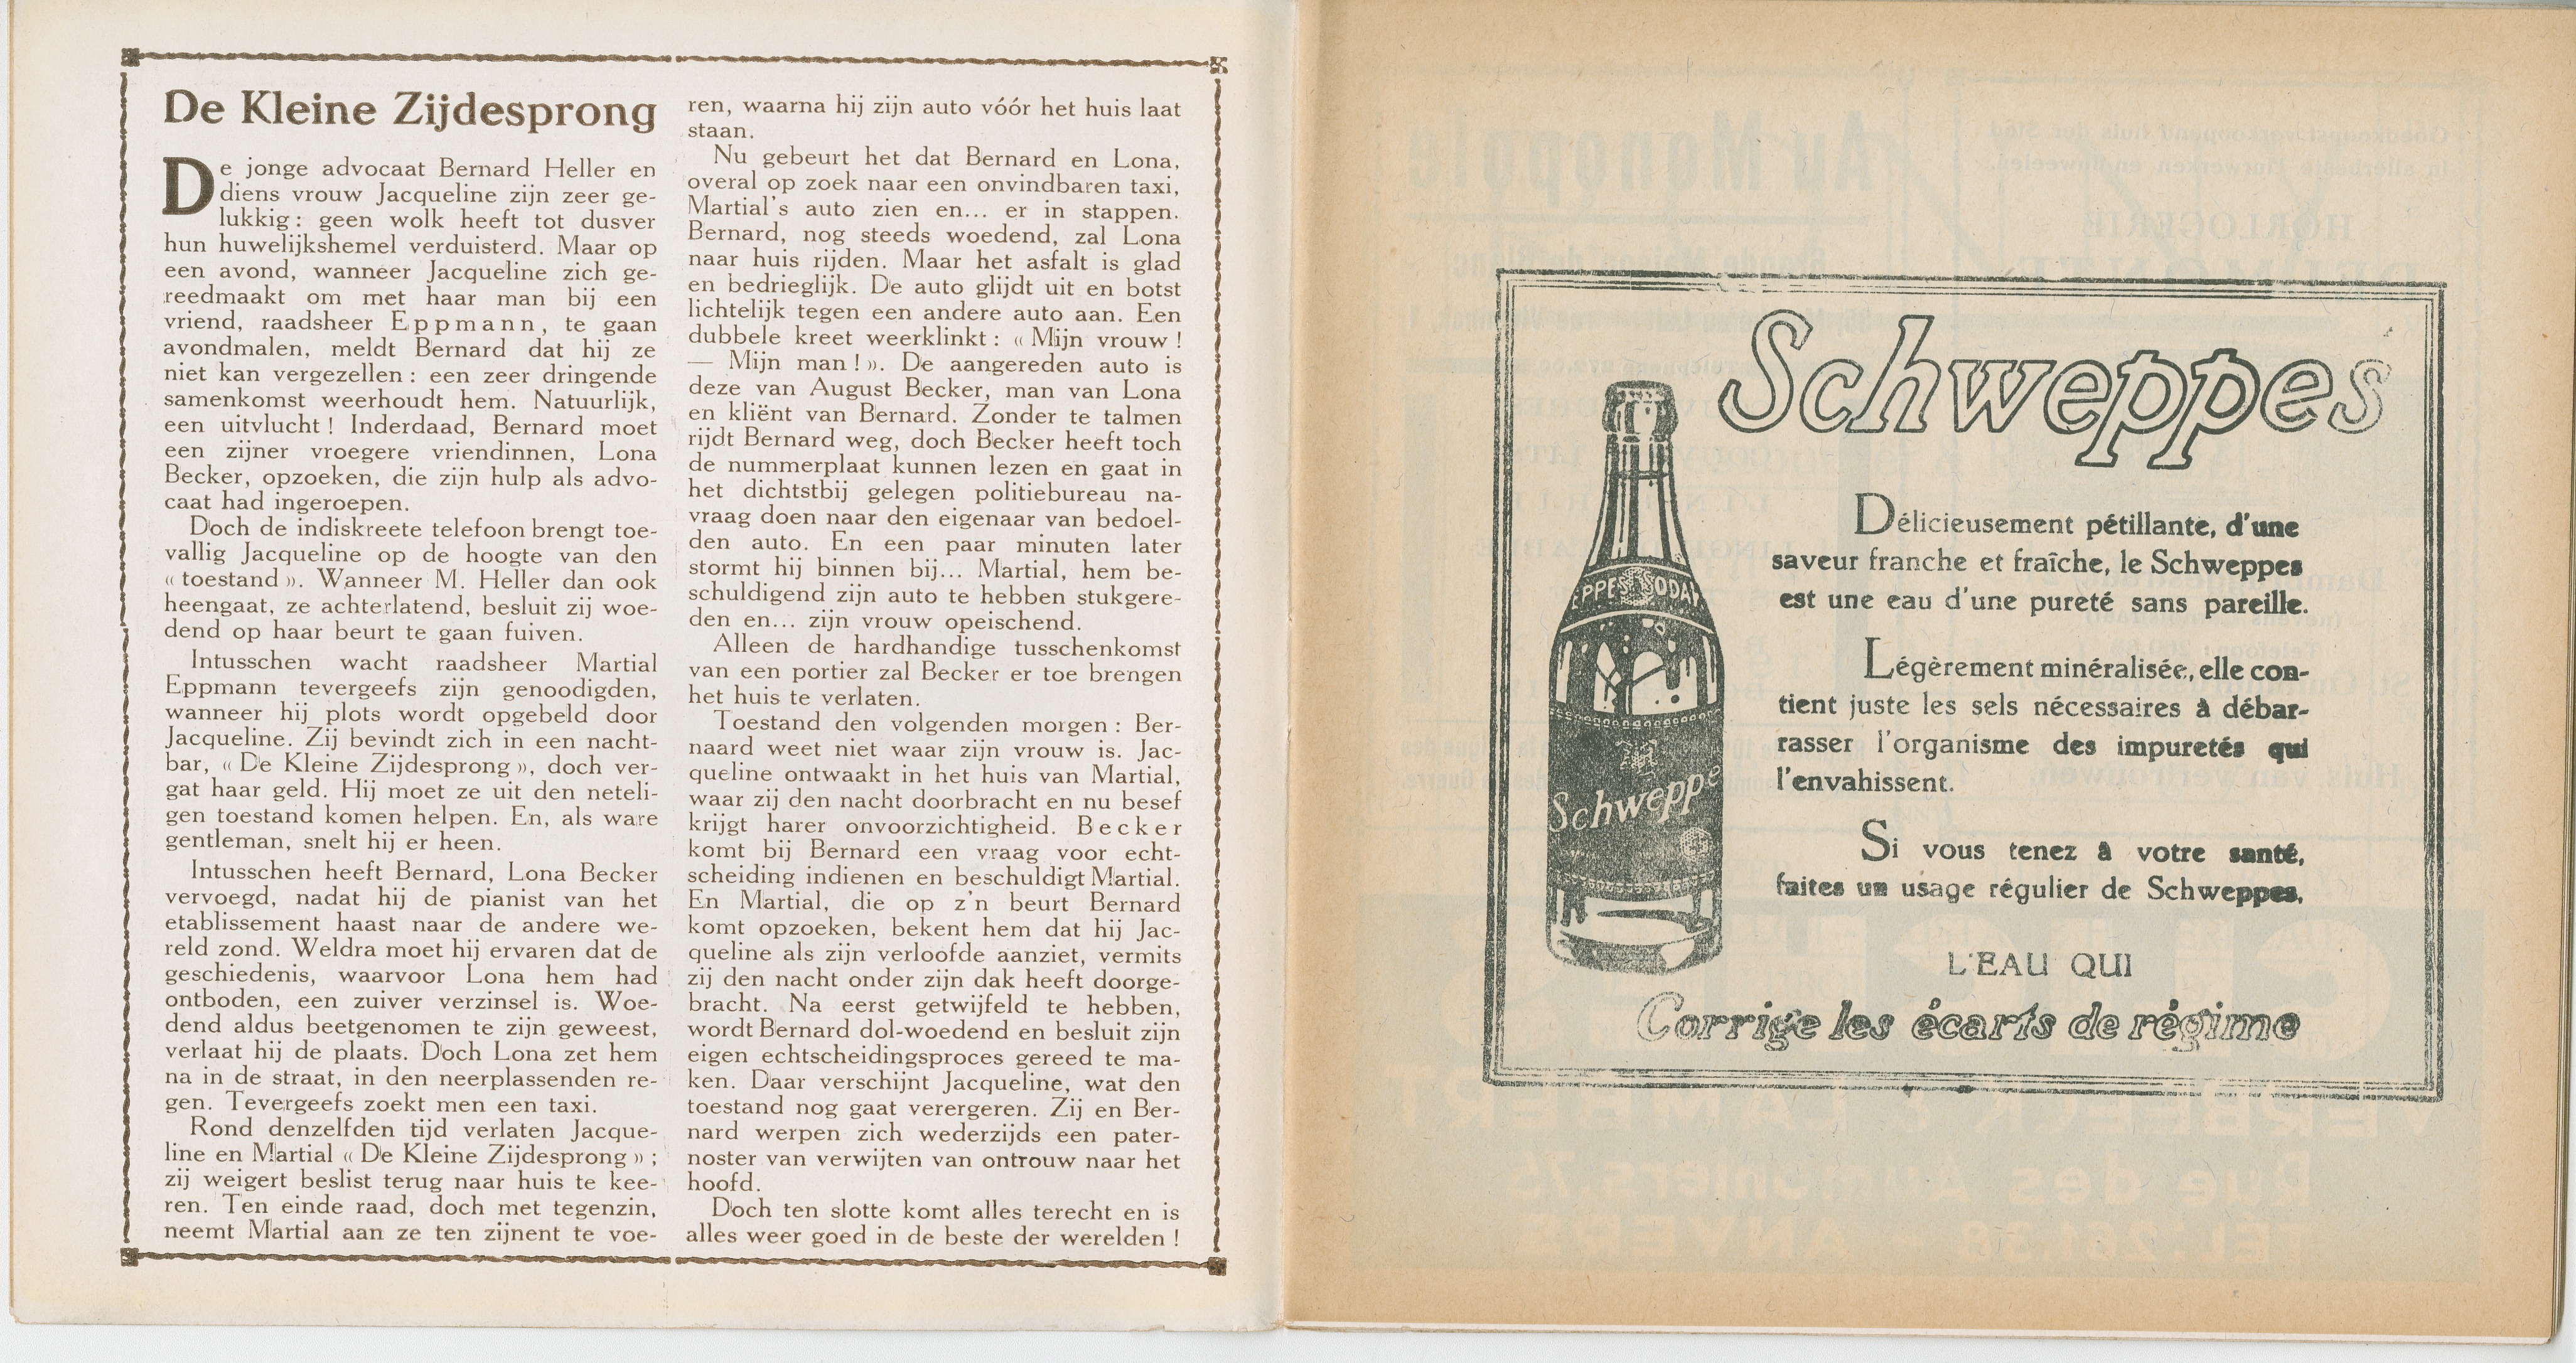 De Kleine Zijdesprong
De jonge advocaat Bernard Heller en
diens vrouw Jacqueline zijn zeer ge-
lukkig : geen wolk heeft tot dusver
hun huwelijkshemel verduisterd. Maar op
een avond, wanneer Jacqueline zich ge-
reedmaakt om met haar man bij een
vriend, raadsheer Eppmann, te gaan
avondmalen, meldt Bernard dat hij ze
niet kan vergezellen : een zeer dringende
samenkomst weerhoudt hem. Natuurlijk,
een uitvlucht ! Inderdaad, Bernard moet
een zijner vroegere vriendinnen, Lona
Becker, opzoeken, die zijn hulp als advo-
caat had ingeroepen.
Doch de indiskreete telefoon brengt toe-
vallig Jacqueline op de hoogte van den
« toestand ». Wanneer M. Heller dan ook
heengaat, ze achterlatend, besluit zij woe-
dend op haar beurt te gaan fuiven.
Intusschen wacht raadsheer Martial
Eppmann tevergeefs zijn genoodigden,
wanneer hij plots wordt opgebeld door
Jacqueline. Zij bevindt zich in een nacht-
bar, « De Kleine Zijdesprong », doch ver-
gat haar geld. Hij moet ze uit den neteli-
gen toestand komen helpen. En, als ware
gentleman, snelt hij er heen.
Intusschen heeft Bernard, Lona Becker
vervoegd, nadat hij de pianist van het
etablissement haast naar de andere we-
reld zond. Weldra moet hij ervaren dat de
geschiedenis, waarvoor Lona hem had
ontboden, een zuiver verzinsel is. Woe-
dend aldus beetgenomen te zijn geweest,
verlaat hij de plaats. Doch Lona zet hem
na in de straat, in den neerplassenden re-
gen. Tevergeefs zoekt men een taxi.
Rond denzelfden tijd verlaten Jacque-
line en Martial « De Kleine Zijdesprong » ;
zij weigert beslist terug naar huis te kee-
ren. Ten einde raad, doch met tegenzin,
neemt Martial aan ze ten zijnent te voe-
ren, waarna hij zijn auto vóór het huis laat
staan.
Nu gebeurt het dat Bernard en Lona,
overal op zoek naar een onvindbaren taxi,
Martial's auto zien en... er in stappen.
Bernard, nog steeds woedend, zal Lona
naar huis rijden. Maar het asfalt is glad
en bedrieglijk. De auto glijdt uit en botst
lichtelijk tegen een andere auto aan. Een
dubbele kreet weerklinkt : « Mijn vrouw !
— Mijn man ! ». De aangereden auto is
deze van August Becker, man van Lona
en kliënt van Bernard. Zonder te talmen
rijdt Bernard weg, doch Becker heeft toch
de nummerplaat kunnen lezen en gaat in
het dichtstbij gelegen politiebureau na-
vraag doen naar den eigenaar van bedoel-
den auto. En een paar minuten later
stormt hij binnen bij... Martial, hem be-
schuldigend zijn auto te hebben stukgere-
den en... zijn vrouw opeischend.
Alleen de hardhandige tusschenkomst
van een portier zal Becker er toe brengen
het huis te verlaten.
Toestand den volgenden morgen : Ber-
naard weet niet waar zijn vrouw is. Jac-
queline ontwaakt in het huis van Martial,
waar zij den nacht doorbracht en nu besef
krijgt harer onvoorzichtigheid. Becker
komt bij Bernard een vraag voor echt-
scheiding indienen en beschuldigt Martial.
En Martial, die op z'n beurt Bernard
komt opzoeken, bekent hem dat hij Jac-
queline als zijn verloofde aanziet, vermits
zij den nacht onder zijn dak heeft doorge-
bracht. Na eerst getwijfeld te hebben,
wordt Bernard dol-woedend en besluit zijn
eigen echtscheidingsproces gereed te ma-
ken. Daar verschijnt Jacqueline, wat den
toestand nog gaat verergeren. Zij en Ber-
nard werpen zich wederzijds een pater-
noster van verwijten van ontrouw naar het
hoofd.
Doch ten slotte komt alles terecht en is
alles weer goed in de beste der werelden !
Schweppes
Délicieusement pétillante, d'une
saveur franche et fraîche, le Schweppes
est une eau d'une pureté sans pareille.
Légèrement minéralisée, elle con-
tient juste les sels nécessaires à débar-
rasser l'organisme des impuretés qui
l'envahissent.
Si vous tenez à votre santé,
faites un usage régulier de Schweppes.
L'EAU QUI
Corrige les écarts de régime
EPPES SODA
Schweppe